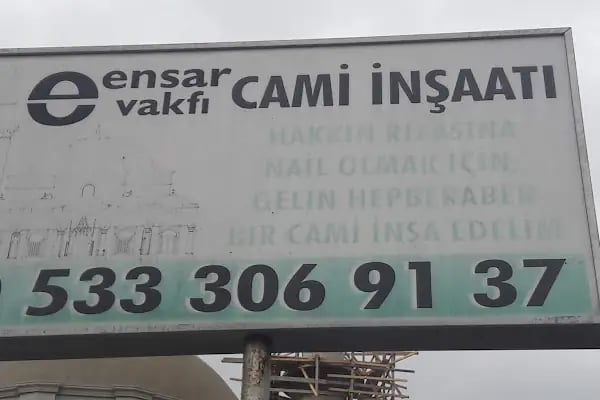 ensar vakfı CAMİ İNŞAATI
HAKKIN RIZASINA
NAİL OLMAK İÇİN
GELİN HEPBERABER
BİR CAMİ İNŞA EDELİM
533 306 91 37